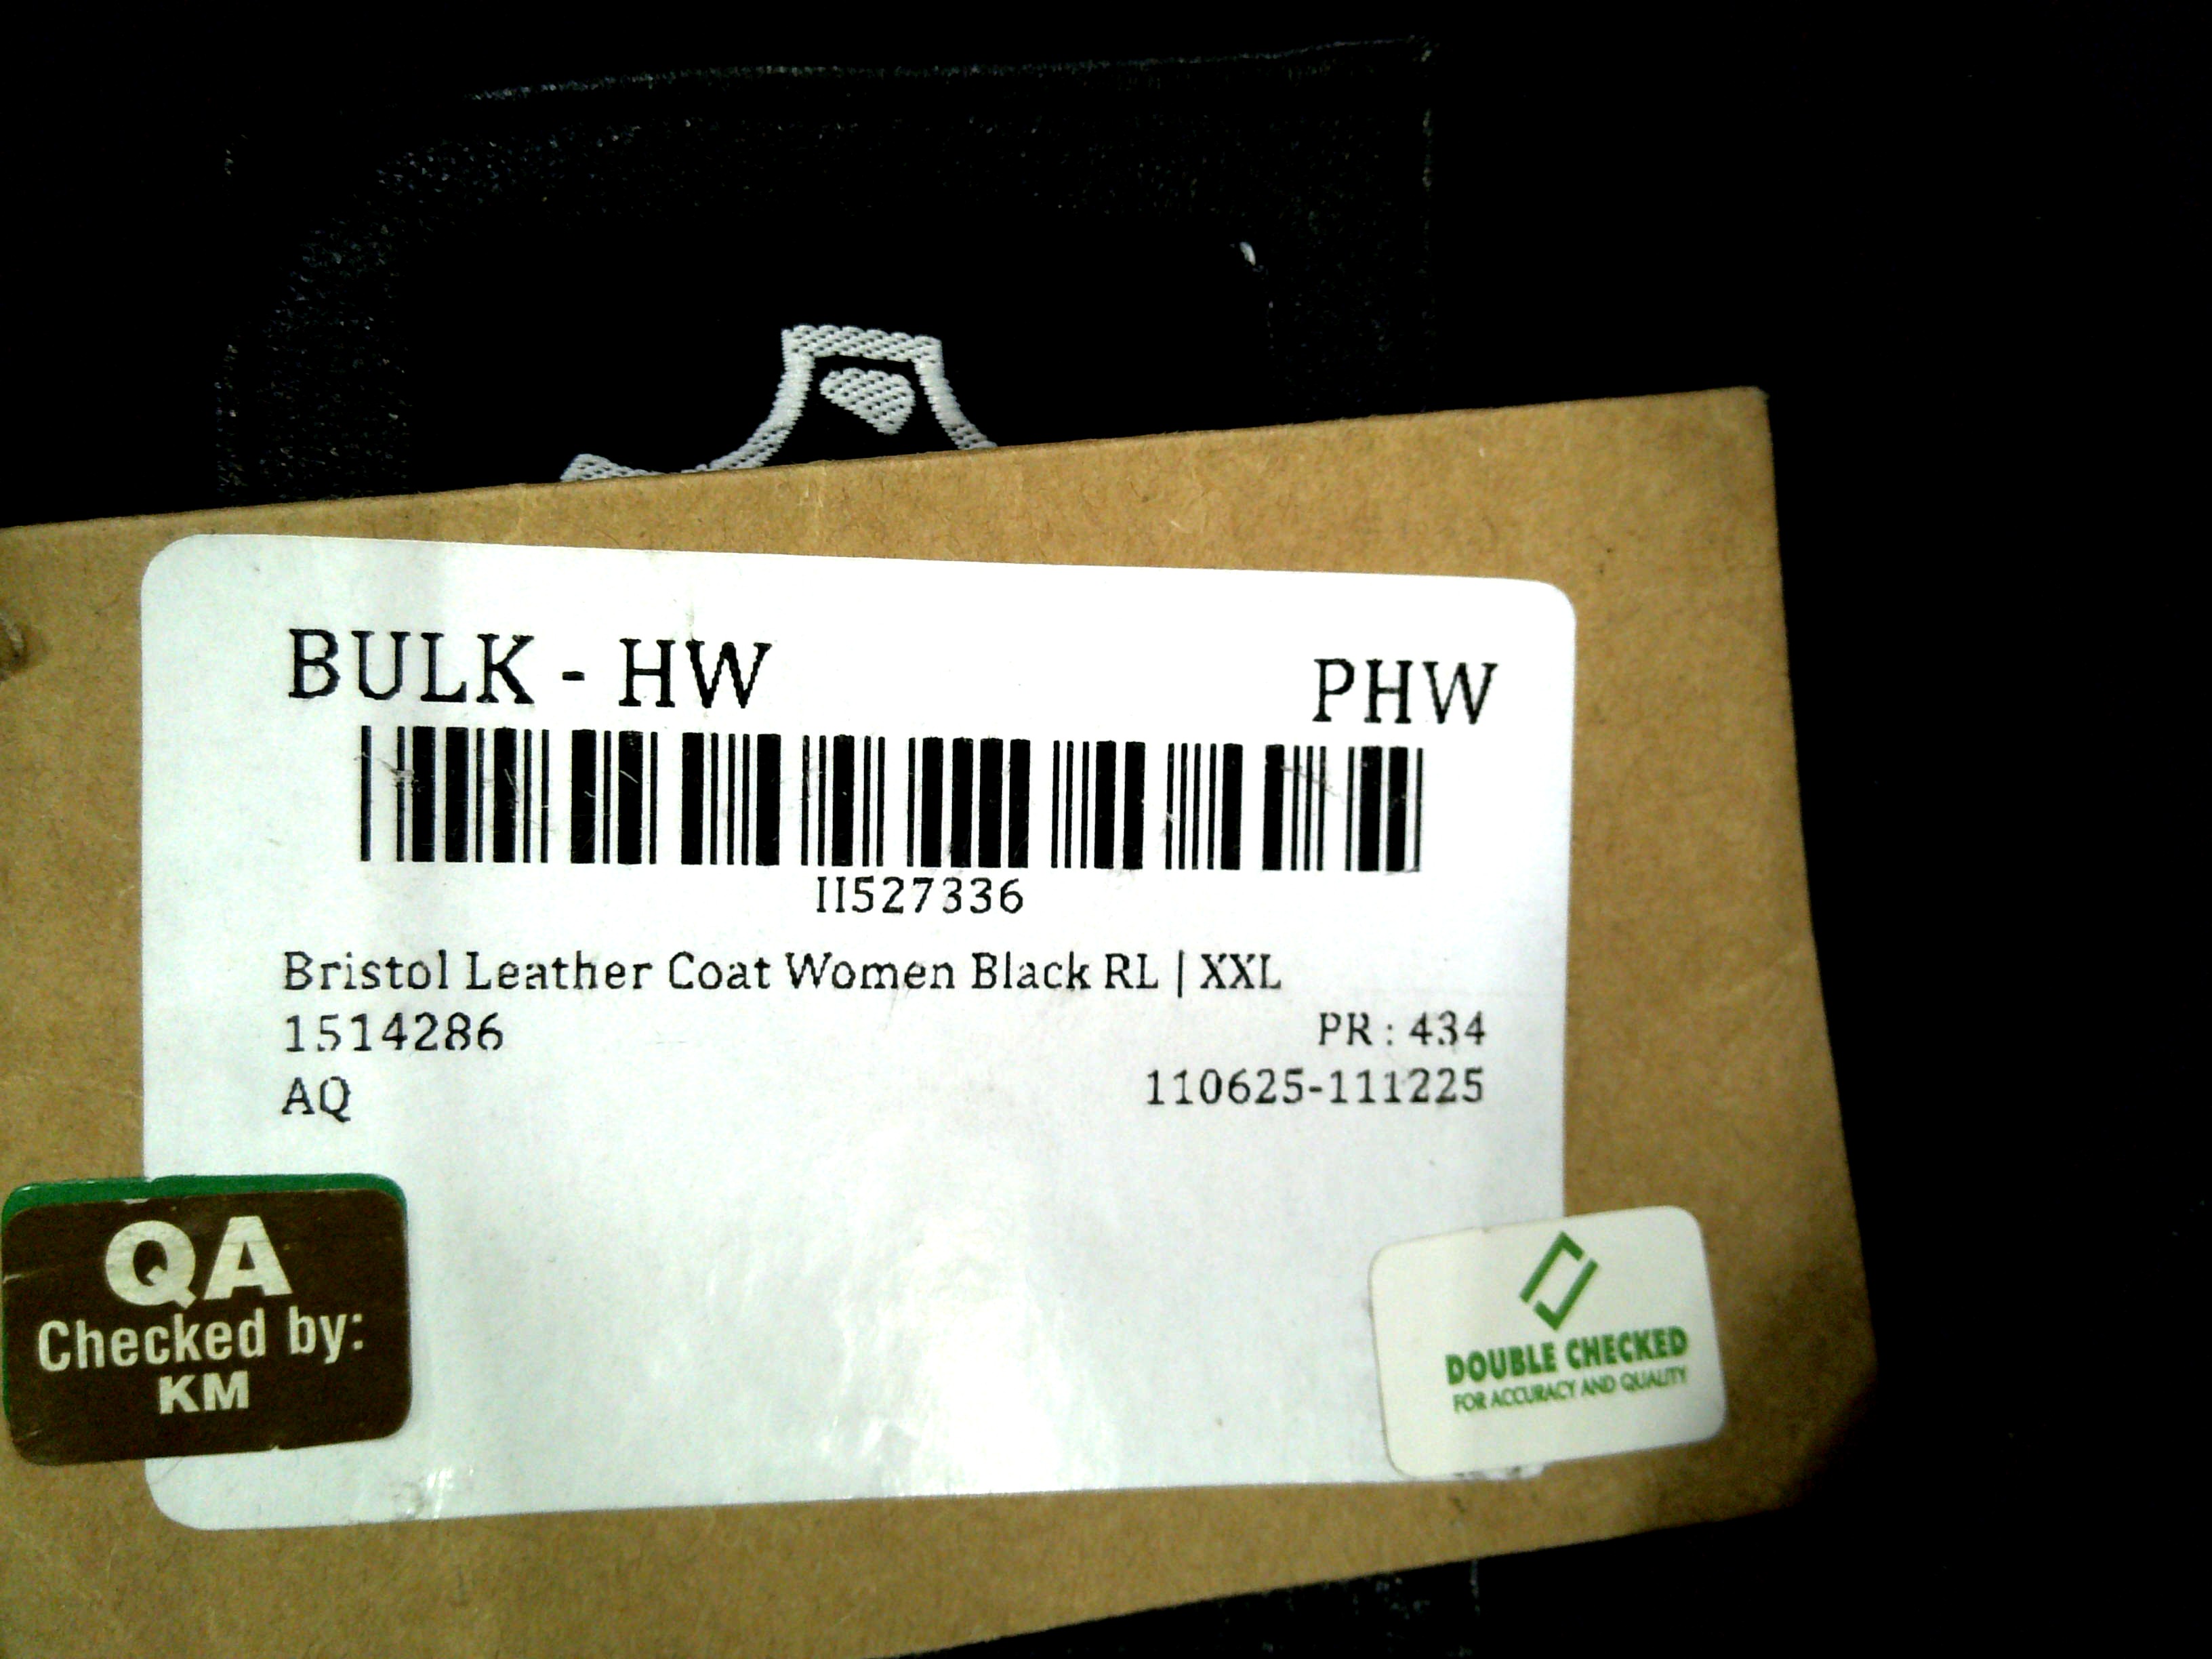 BULK - HW
PHW
II527336
Bristol Leather Coat Women Black RL | XXL
1514286
PR : 434
AQ
110625-111225
QA
Checked by:
KM
DOUBLE CHECKED
FOR ACCURACY AND QUALITY